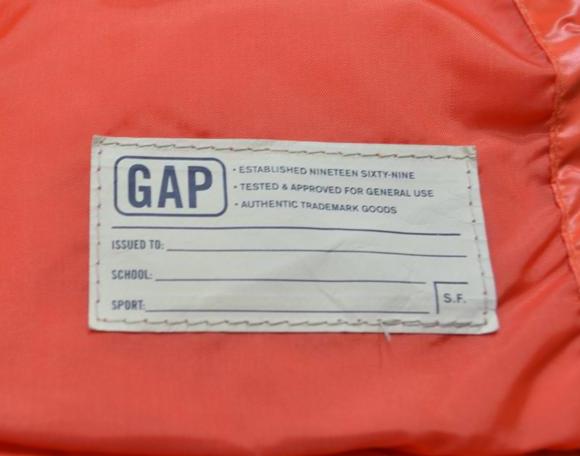 GAP
• ESTABLISHED NINETEEN SIXTY-NINE
• TESTED & APPROVED FOR GENERAL USE
• AUTHENTIC TRADEMARK GOODS
ISSUED TO:
SCHOOL:
SPORT:
S.F.